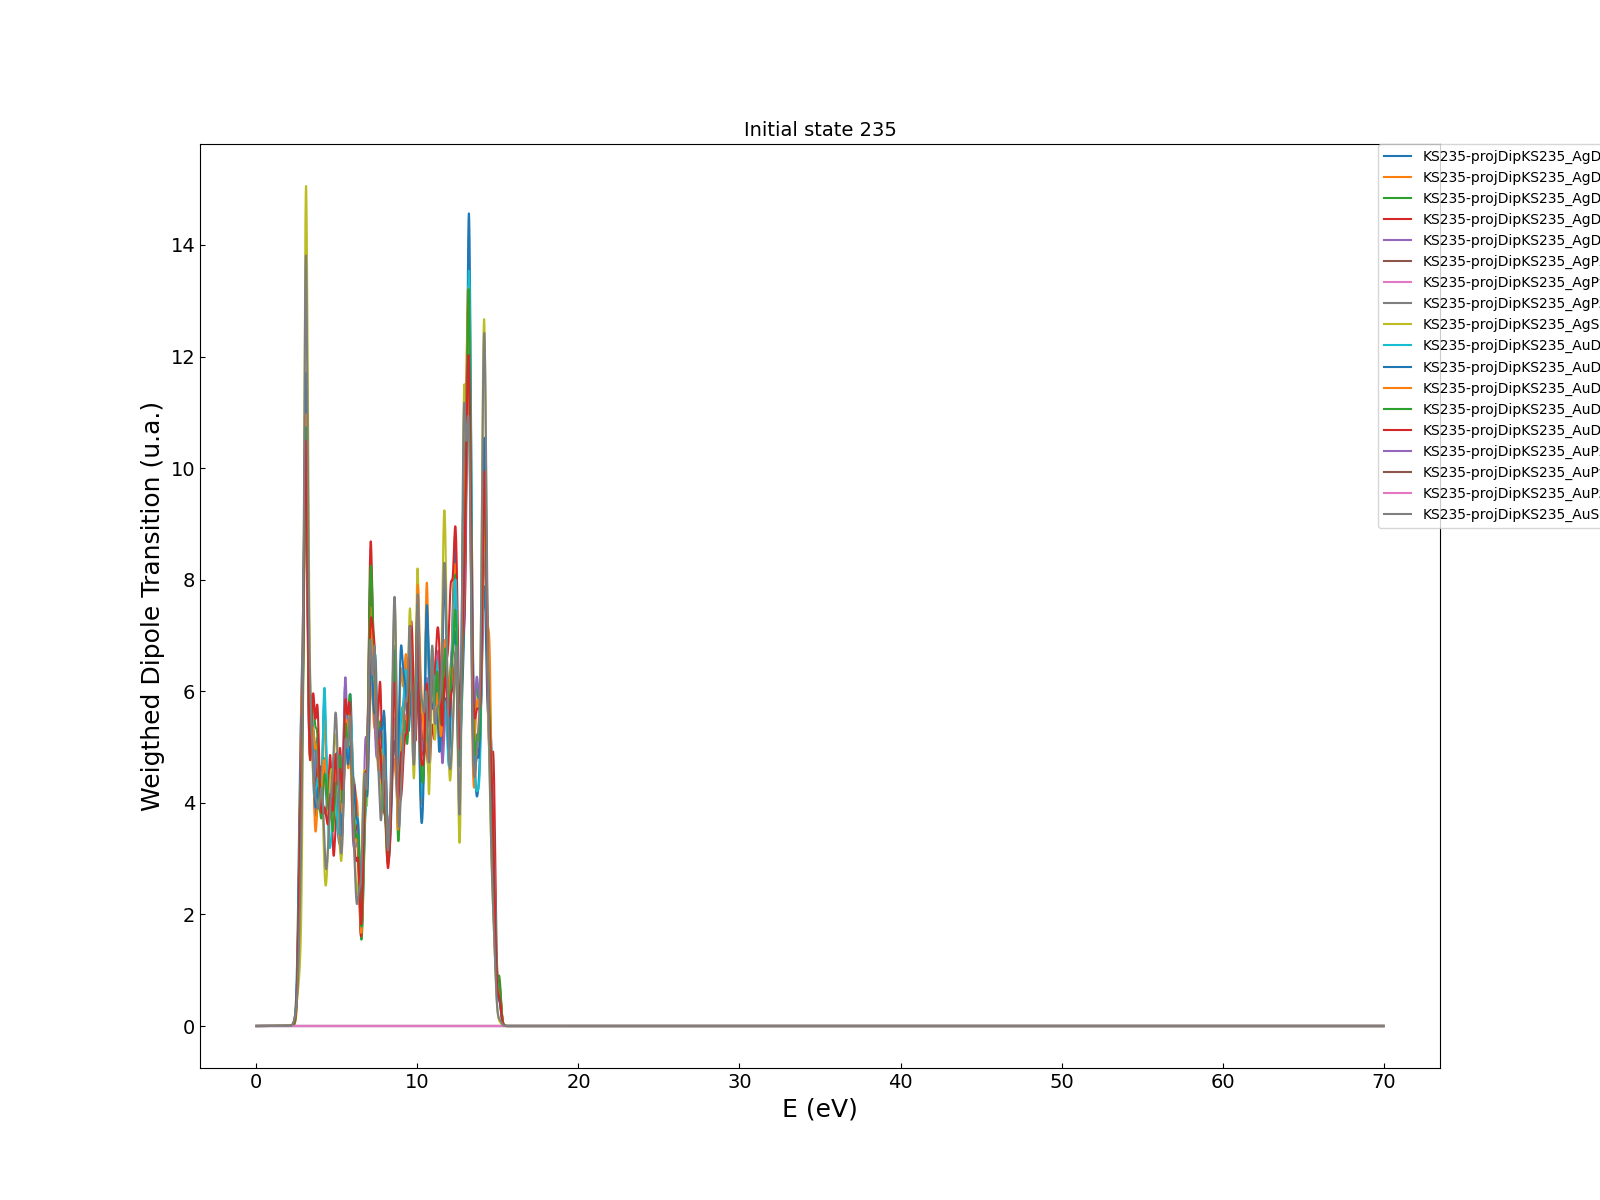 Initial state 235
Weigthed Dipole Transition (u.a.)
14
12
10
8
6
4
2
0
0 10 20 30 40 50 60 70
E (eV)
KS235-projDipKS235_AgD
KS235-projDipKS235_AgD
KS235-projDipKS235_AgD
KS235-projDipKS235_AgD
KS235-projDipKS235_AgD
KS235-projDipKS235_AgP
KS235-projDipKS235_AgP
KS235-projDipKS235_AgP
KS235-projDipKS235_AgS
KS235-projDipKS235_AuD
KS235-projDipKS235_AuD
KS235-projDipKS235_AuD
KS235-projDipKS235_AuD
KS235-projDipKS235_AuD
KS235-projDipKS235_AuP
KS235-projDipKS235_AuP
KS235-projDipKS235_AuP
KS235-projDipKS235_AuS